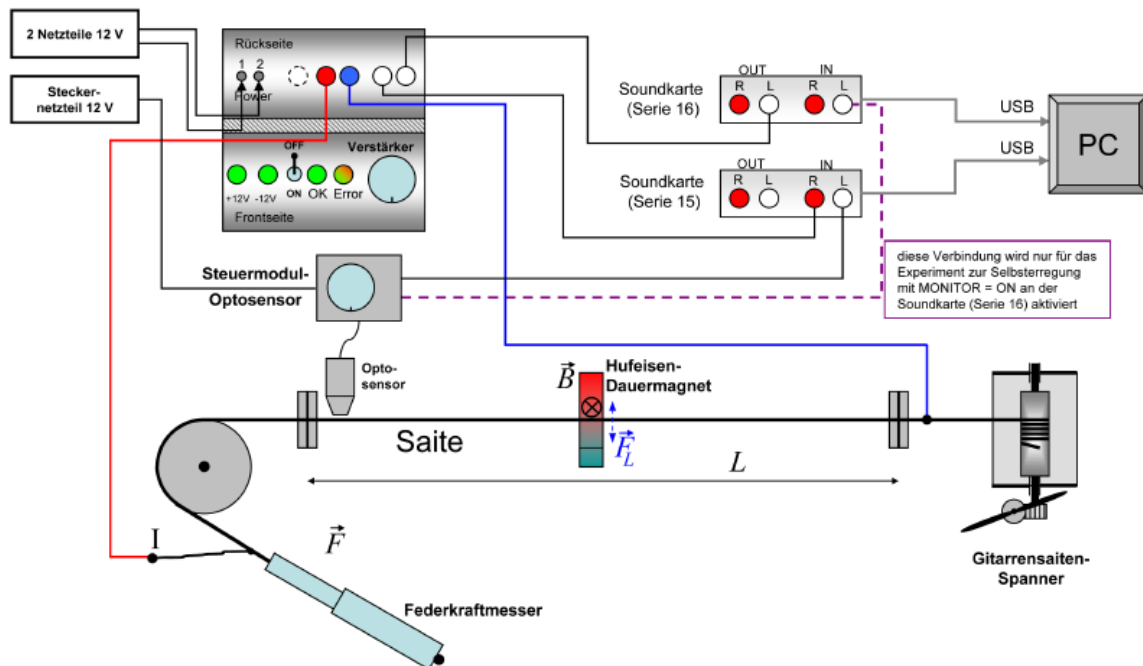 2 Netzteile 12 V
Stecker-
netzteil 12 V
Rückseite
1 2
Power
OFF
Verstärker
+12V -12V ON OK Error
Frontseite
Soundkarte
(Serie 16)
OUT IN
R L R L
USB
PC
Soundkarte
(Serie 15)
OUT IN
R L R L
USB
diese Verbindung wird nur für das
Experiment zur Selbsterregung
mit MONITOR = ON an der
Soundkarte (Serie 16) aktiviert
Steuermodul-
Optosensor
Opto-
sensor
B
Hufeisen-
Dauermagnet
Saite
F_L
L
I
F
Federkraftmesser
Gitarrensaiten-
Spanner